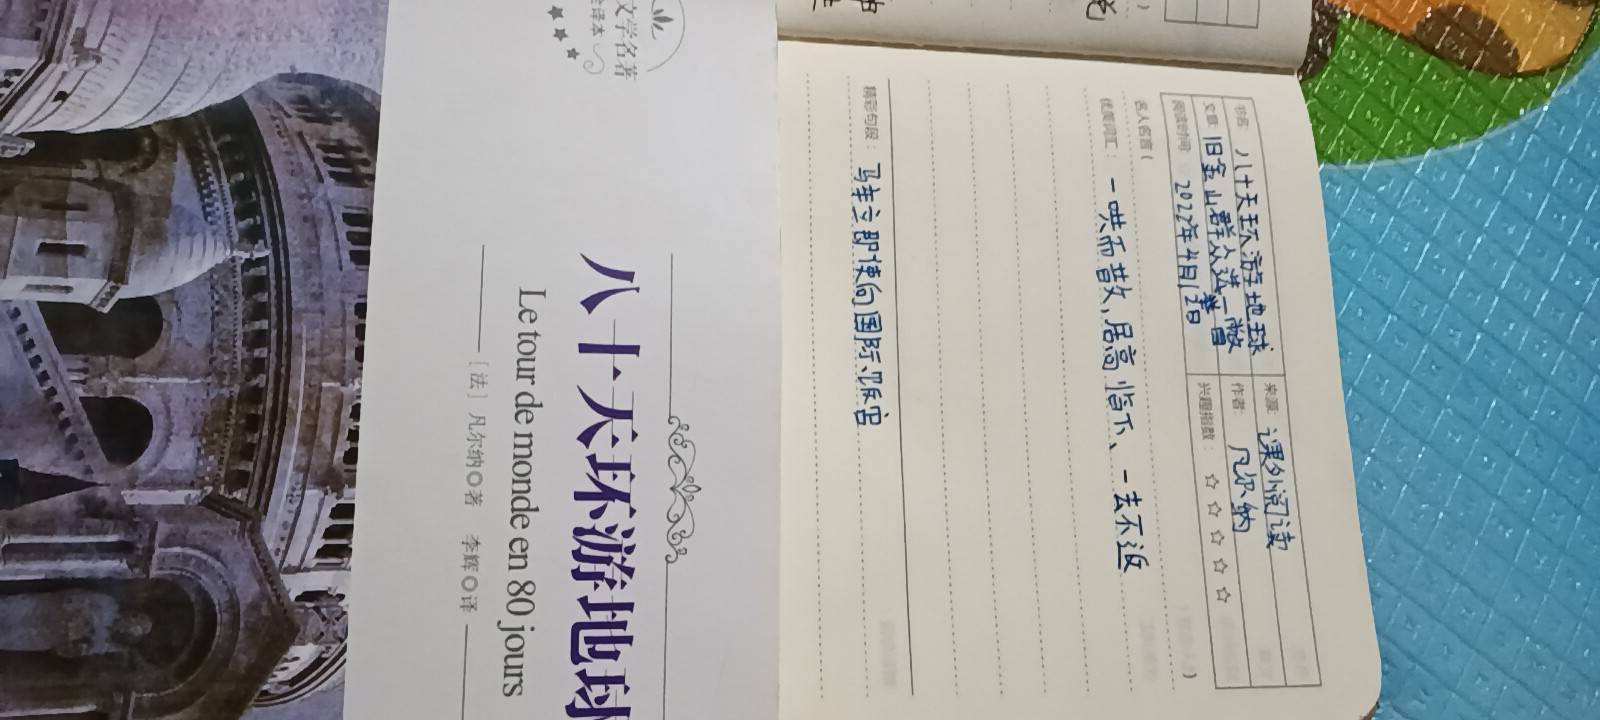 文学名著
全译本
八十天环游地球
Le tour de monde en 80 jours
[法] 凡尔纳◎著 李辉◎译
书名: 八十天环游地球 来源: 课外阅读
文章: 旧金山群众选举 作者: 凡尔纳
阅读时间: 2022年4月12日 兴趣指数: ☆ ☆ ☆ ☆ ☆
名人名言( )
优美词汇: 一哄而散,居高临下、一去不返
精彩句段: 马车立即使向国际饭店